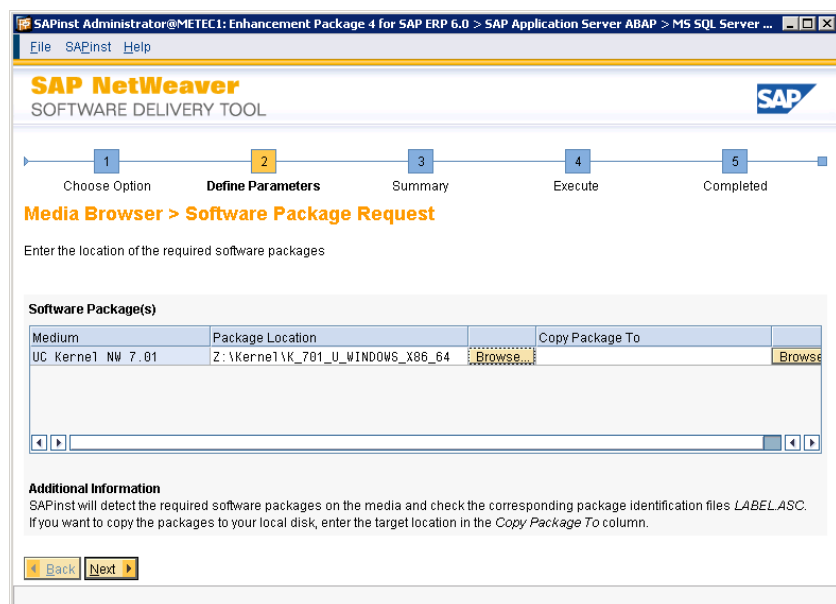 SAPinst Administrator@METEC1: Enhancement Package 4 for SAP ERP 6.0 > SAP Application Server ABAP > MS SQL Server ...
File SAPinst Help
SAP NetWeaver
SOFTWARE DELIVERY TOOL
SAP
1 2 3 4 5
Choose Option Define Parameters Summary Execute Completed
Media Browser > Software Package Request
Enter the location of the required software packages
Software Package(s)
Medium Package Location Copy Package To
UC Kernel NW 7.01 Z:\Kernel\K_701_U_WINDOWS_X86_64 Browse... Browse
Additional Information
SAPinst will detect the required software packages on the media and check the corresponding package identification files LABEL.ASC.
If you want to copy the packages to your local disk, enter the target location in the Copy Package To column.
Back Next